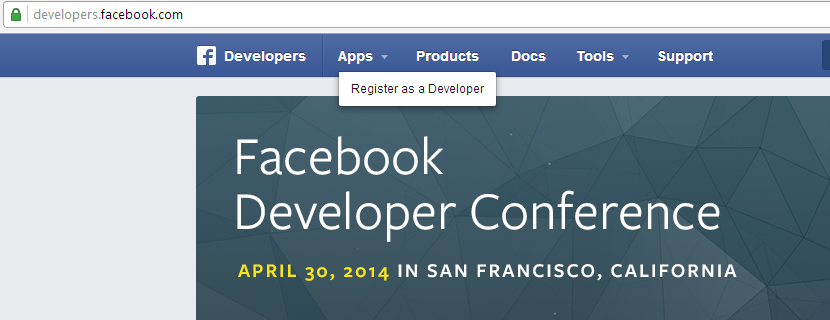 developers.facebook.com
f Developers Apps Products Docs Tools Support
Register as a Developer
Facebook
Developer Conference
APRIL 30, 2014 IN SAN FRANCISCO, CALIFORNIA